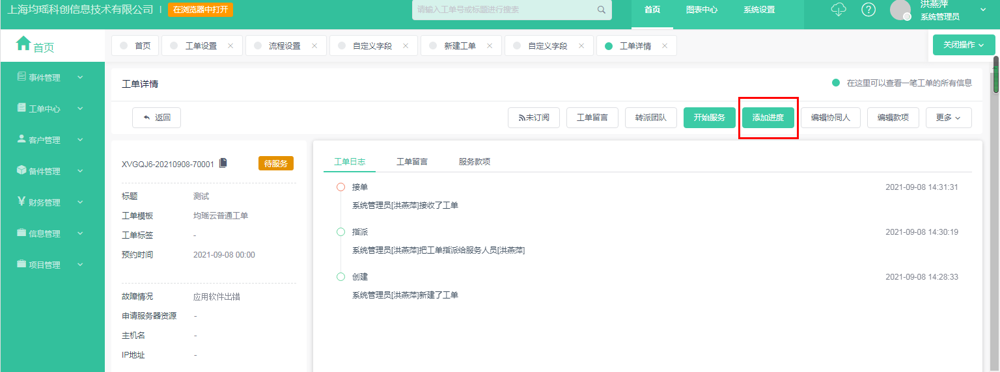 上海均瑶科创信息技术有限公司 | 在浏览器中打开
请输入工单号或标题进行搜索
首页 图表中心 系统设置
洪燕萍
系统管理员
首页
首页 工单设置 × 流程设置 × 自定义字段 × 新建工单 × 自定义字段 × 工单详情 ×
关闭操作
事件管理
工单中心
客户管理
备件管理
财务管理
信息管理
项目管理
工单详情
在这里可以查看一笔工单的所有信息
返回
未订阅 工单留言 转派团队 开始服务 添加进度 编辑协同人 编辑款项 更多
XVGQJ6-20210908-70001 待服务
标题 测试
工单模板 均瑶云普通工单
工单标签 -
预约时间 2021-09-08 00:00
故障情况 应用软件出错
申请服务器资源 -
主机名 -
IP地址 -
工单日志 工单留言 服务款项
接单 2021-09-08 14:31:31
系统管理员[洪燕萍]接收了工单
指派 2021-09-08 14:30:19
系统管理员[洪燕萍]把工单指派给服务人员[洪燕萍]
创建 2021-09-08 14:28:33
系统管理员[洪燕萍]新建了工单